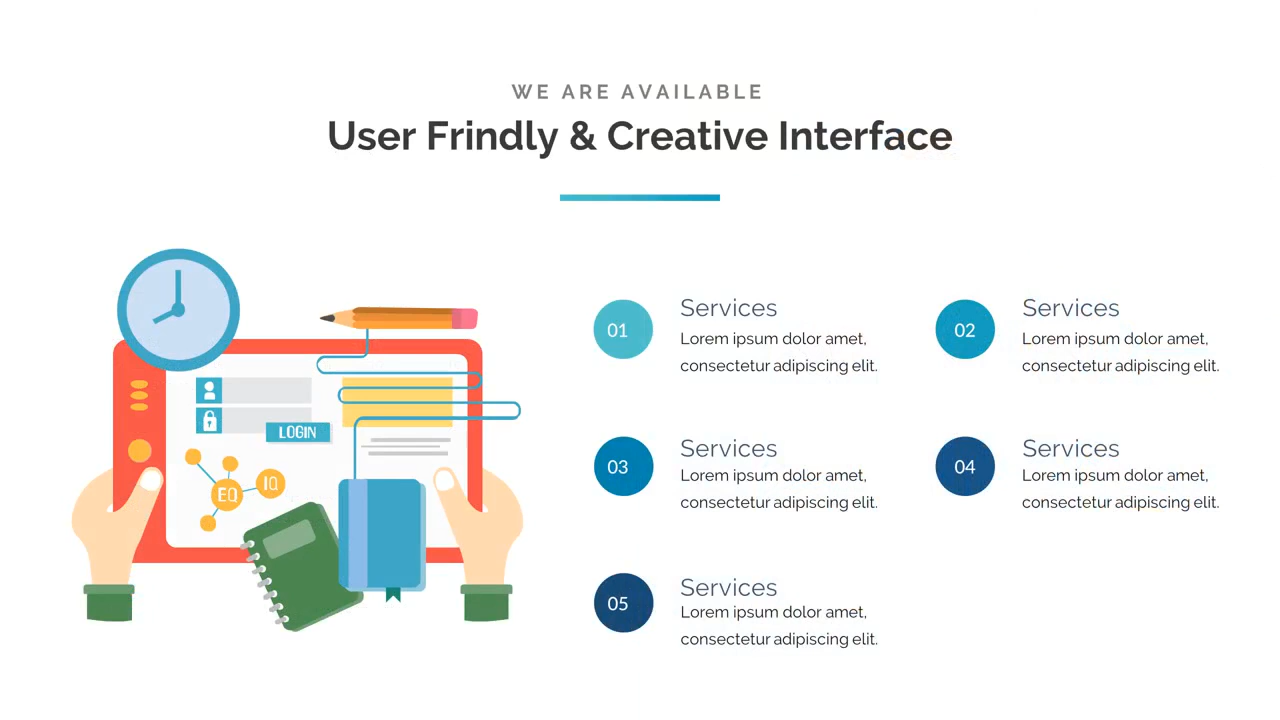 WE ARE AVAILABLE
User Frindly & Creative Interface
LOGIN
EQ
IQ
01
Services
Lorem ipsum dolor amet,
consectetur adipiscing elit.
02
Services
Lorem ipsum dolor amet,
consectetur adipiscing elit.
03
Services
Lorem ipsum dolor amet,
consectetur adipiscing elit.
04
Services
Lorem ipsum dolor amet,
consectetur adipiscing elit.
05
Services
Lorem ipsum dolor amet,
consectetur adipiscing elit.